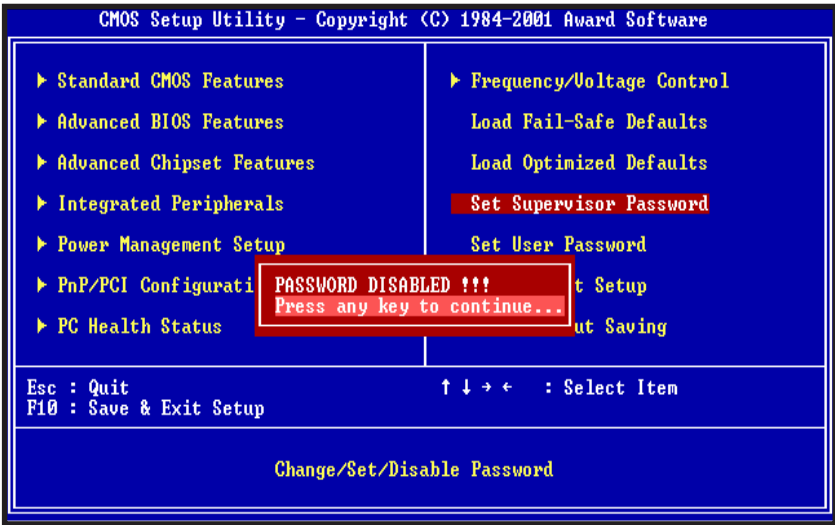 CMOS Setup Utility - Copyright (C) 1984-2001 Award Software
Standard CMOS Features
Advanced BIOS Features
Advanced Chipset Features
Integrated Peripherals
Power Management Setup
PnP/PCI Configurati
PC Health Status
Frequency/Voltage Control
Load Fail-Safe Defaults
Load Optimized Defaults
Set Supervisor Password
Set User Password
t Setup
ut Saving
PASSWORD DISABLED !!!
Press any key to continue...
Esc : Quit
F10 : Save & Exit Setup
↑ ↓ → ← : Select Item
Change/Set/Disable Password